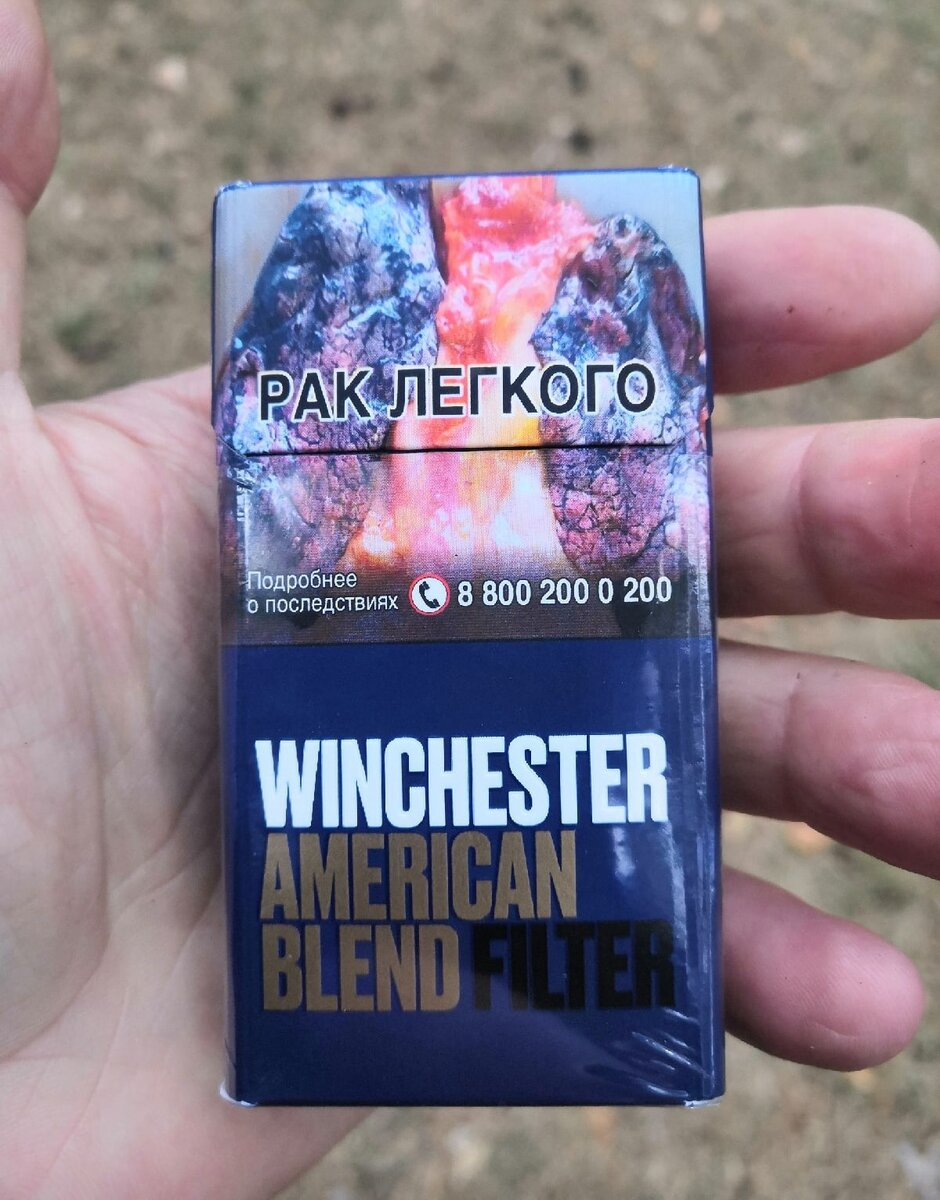 РАК ЛЕГКОГО
Подробнее
о последствиях 8 800 200 0 200
WINCHESTER
AMERICAN
BLEND FILTER